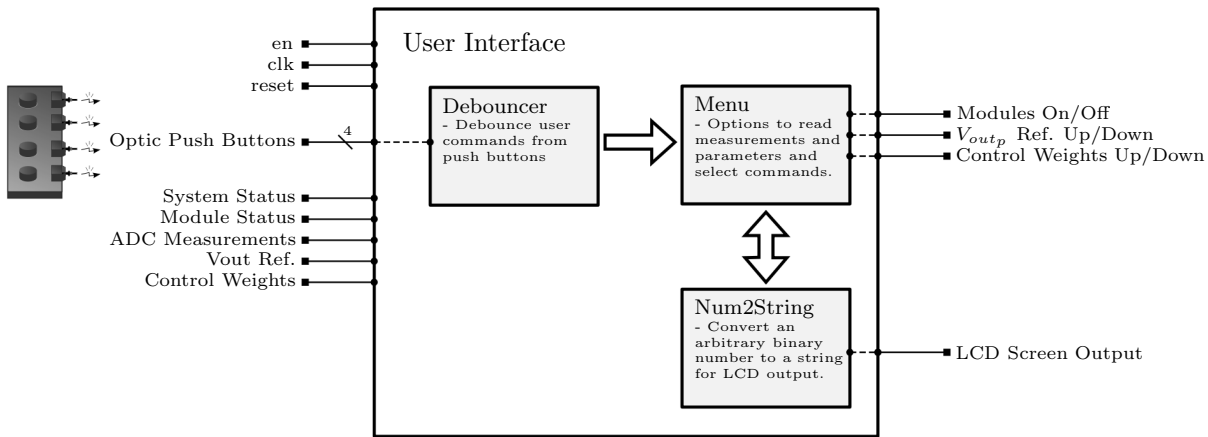 User Interface
en
clk
reset
Optic Push Buttons
4
System Status
Module Status
ADC Measurements
Vout Ref.
Control Weights
Debouncer
- Debounce user
commands from
push buttons
Menu
- Options to read
measurements and
parameters and
select commands.
Num2String
- Convert an
arbitrary binary
number to a string
for LCD output.
Modules On/Off
V_{out_p} Ref. Up/Down
Control Weights Up/Down
LCD Screen Output